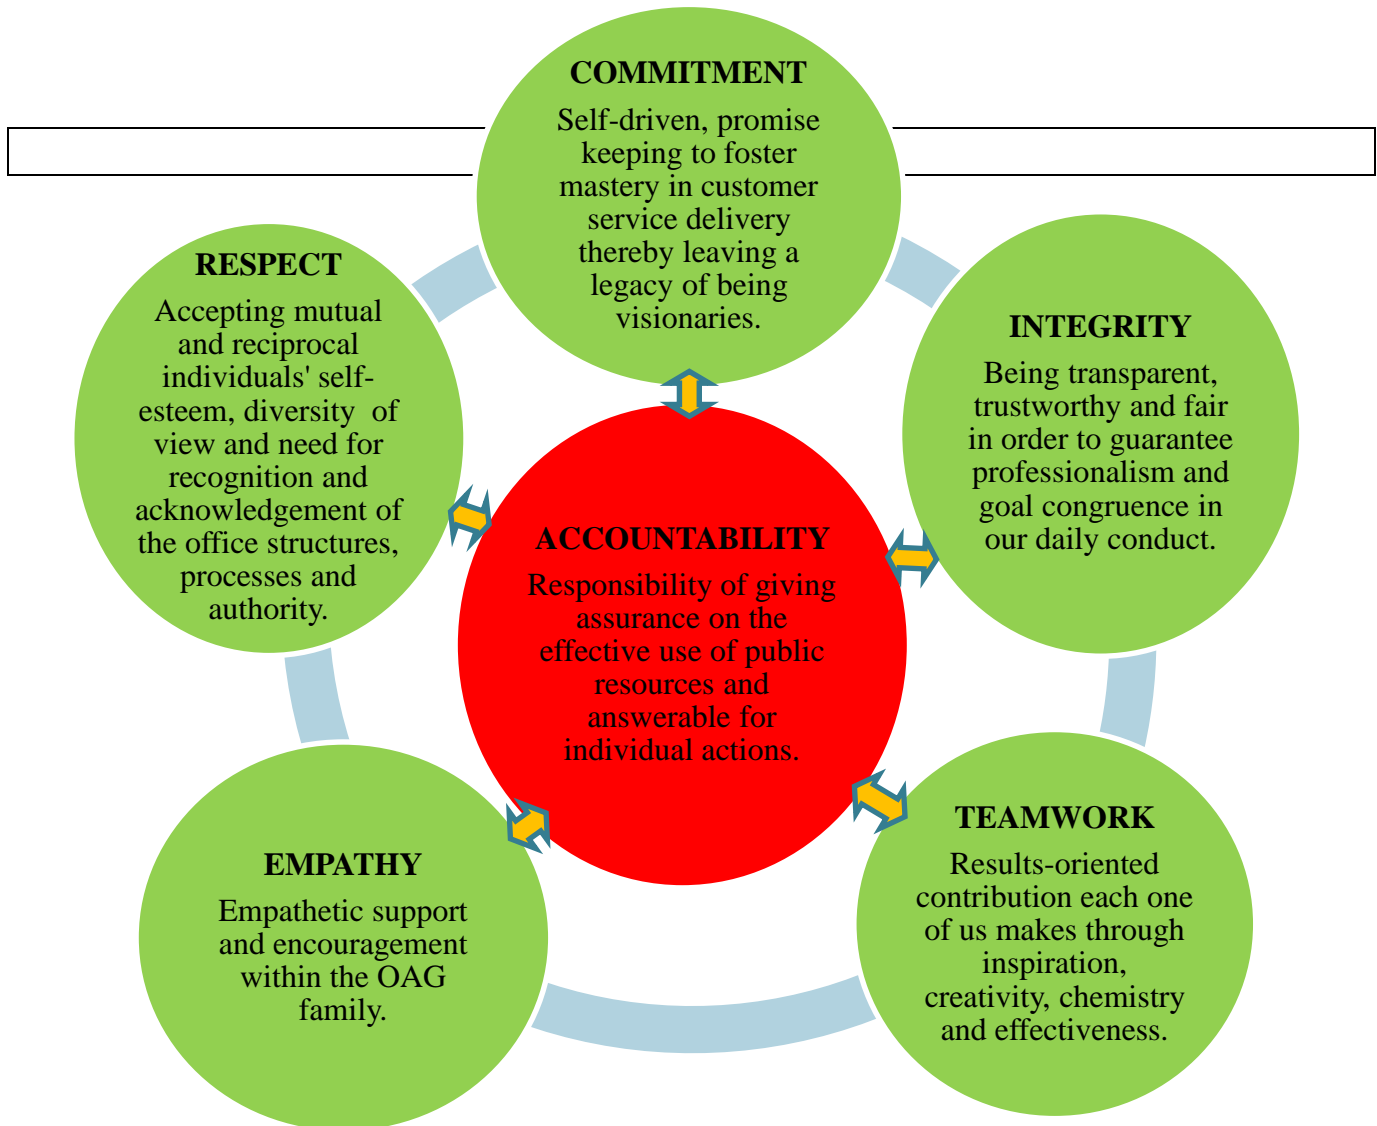 COMMITMENT
Self-driven, promise
keeping to foster
mastery in customer
service delivery
thereby leaving a
legacy of being
visionaries.
RESPECT
Accepting mutual
and reciprocal
individuals' self-
esteem, diversity  of
view and need for
recognition and
acknowledgement of
the office structures,
processes and
authority.
INTEGRITY
Being transparent,
trustworthy and fair
in order to guarantee
professionalism and
goal congruence in
our daily conduct.
ACCOUNTABILITY
Responsibility of giving
assurance on the
effective use of public
resources and
answerable for
individual actions.
EMPATHY
Empathetic support
and encouragement
within the OAG
family.
TEAMWORK
Results-oriented
contribution each one
of us makes through
inspiration,
creativity, chemistry
and effectiveness.